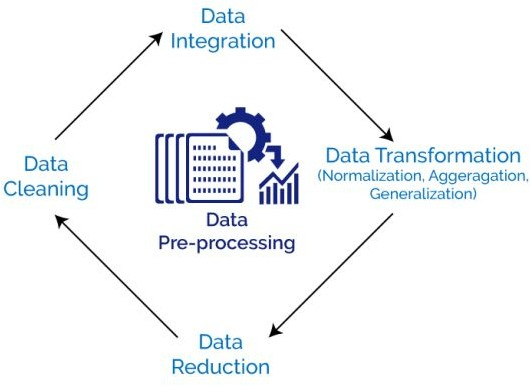 Data
Integration
Data Transformation
(Normalization, Aggeragation,
Generalization)
Data
Cleaning
Data
Pre-processing
Data
Reduction